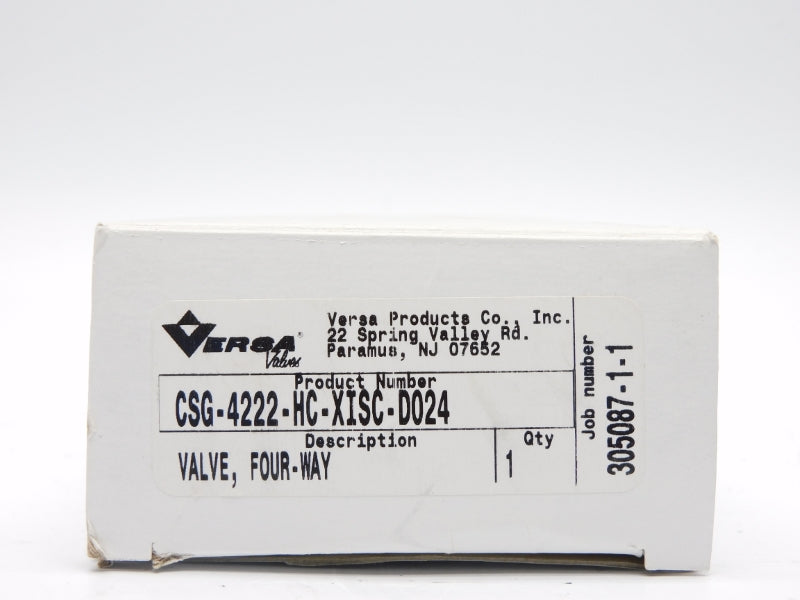 VERSA®
Valves
Versa Products Co., Inc.
22 Spring Valley Rd.
Paramus, NJ 07652
Product Number
CSG-4222-HC-XISC-D024
Description
VALVE, FOUR-WAY
Qty
1
Job number
305087-1-1